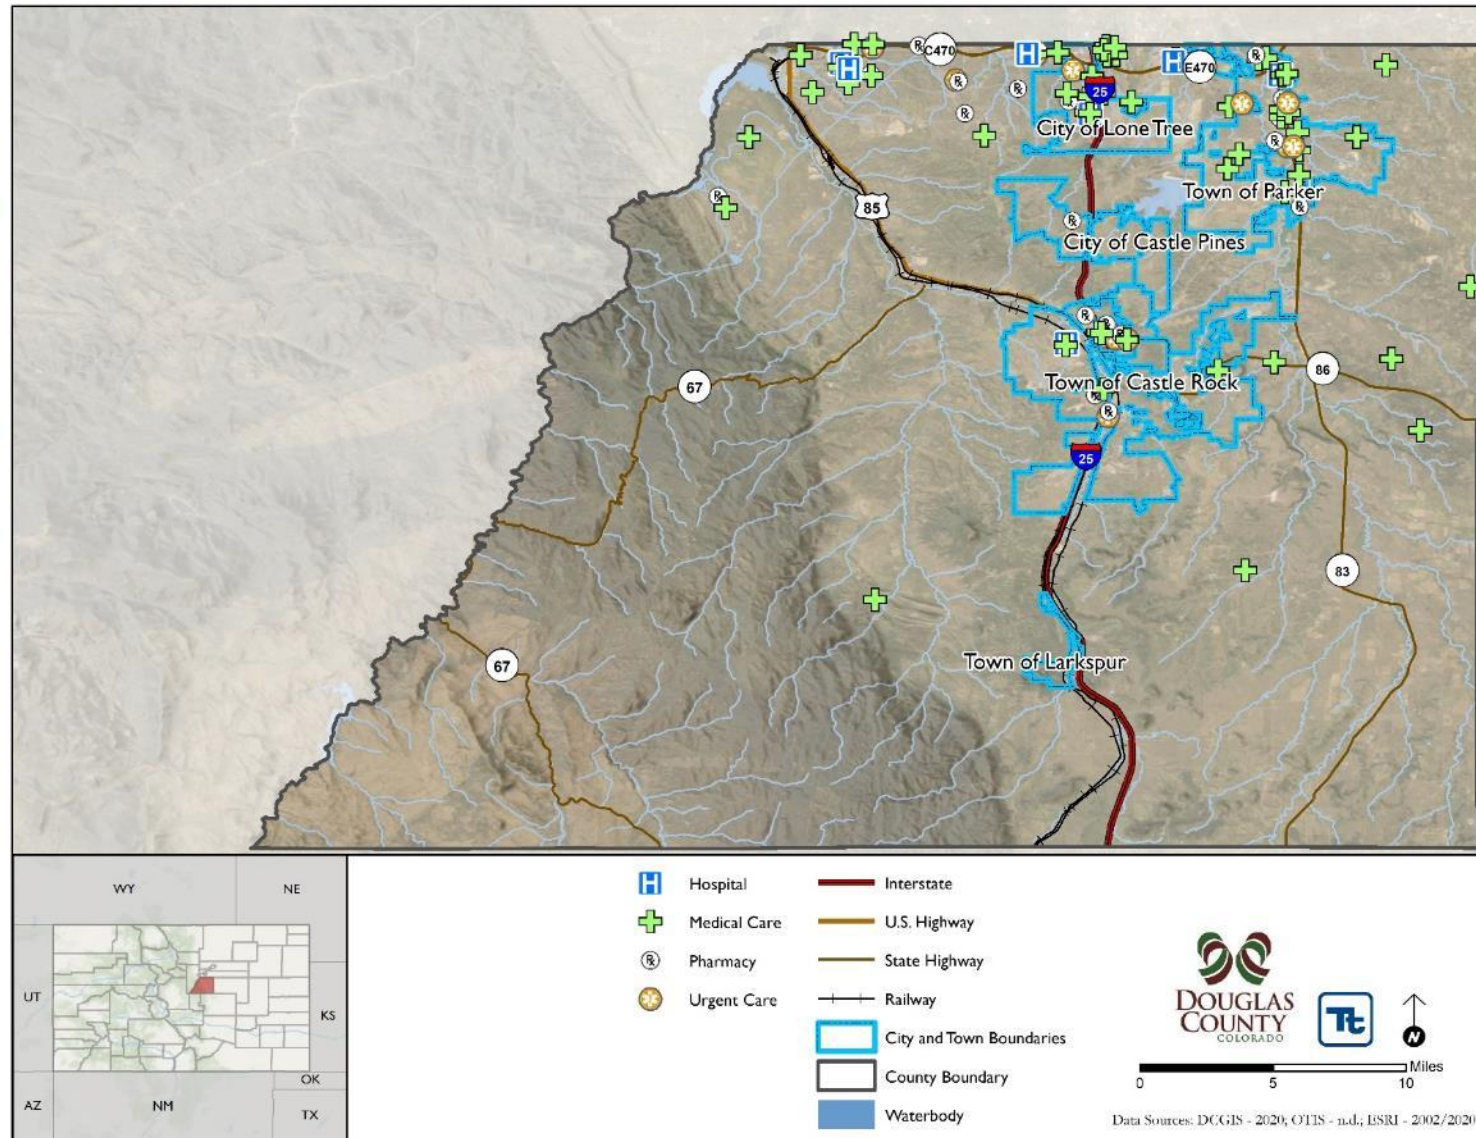 C470
E470
25
City of Lone Tree
Town of Parker
85
City of Castle Pines
67
Town of Castle Rock
86
25
83
Town of Larkspur
67
WY
NE
UT
KS
OK
AZ
NM
TX
H Hospital
Medical Care
Rx Pharmacy
Urgent Care
Interstate
U.S. Highway
State Highway
Railway
City and Town Boundaries
County Boundary
Waterbody
DOUGLAS
COUNTY
COLORADO
Tt
N
Miles
0 5 10
Data Sources: DCGIS - 2020; OTIS - n.d.; ESRI - 2002/2020